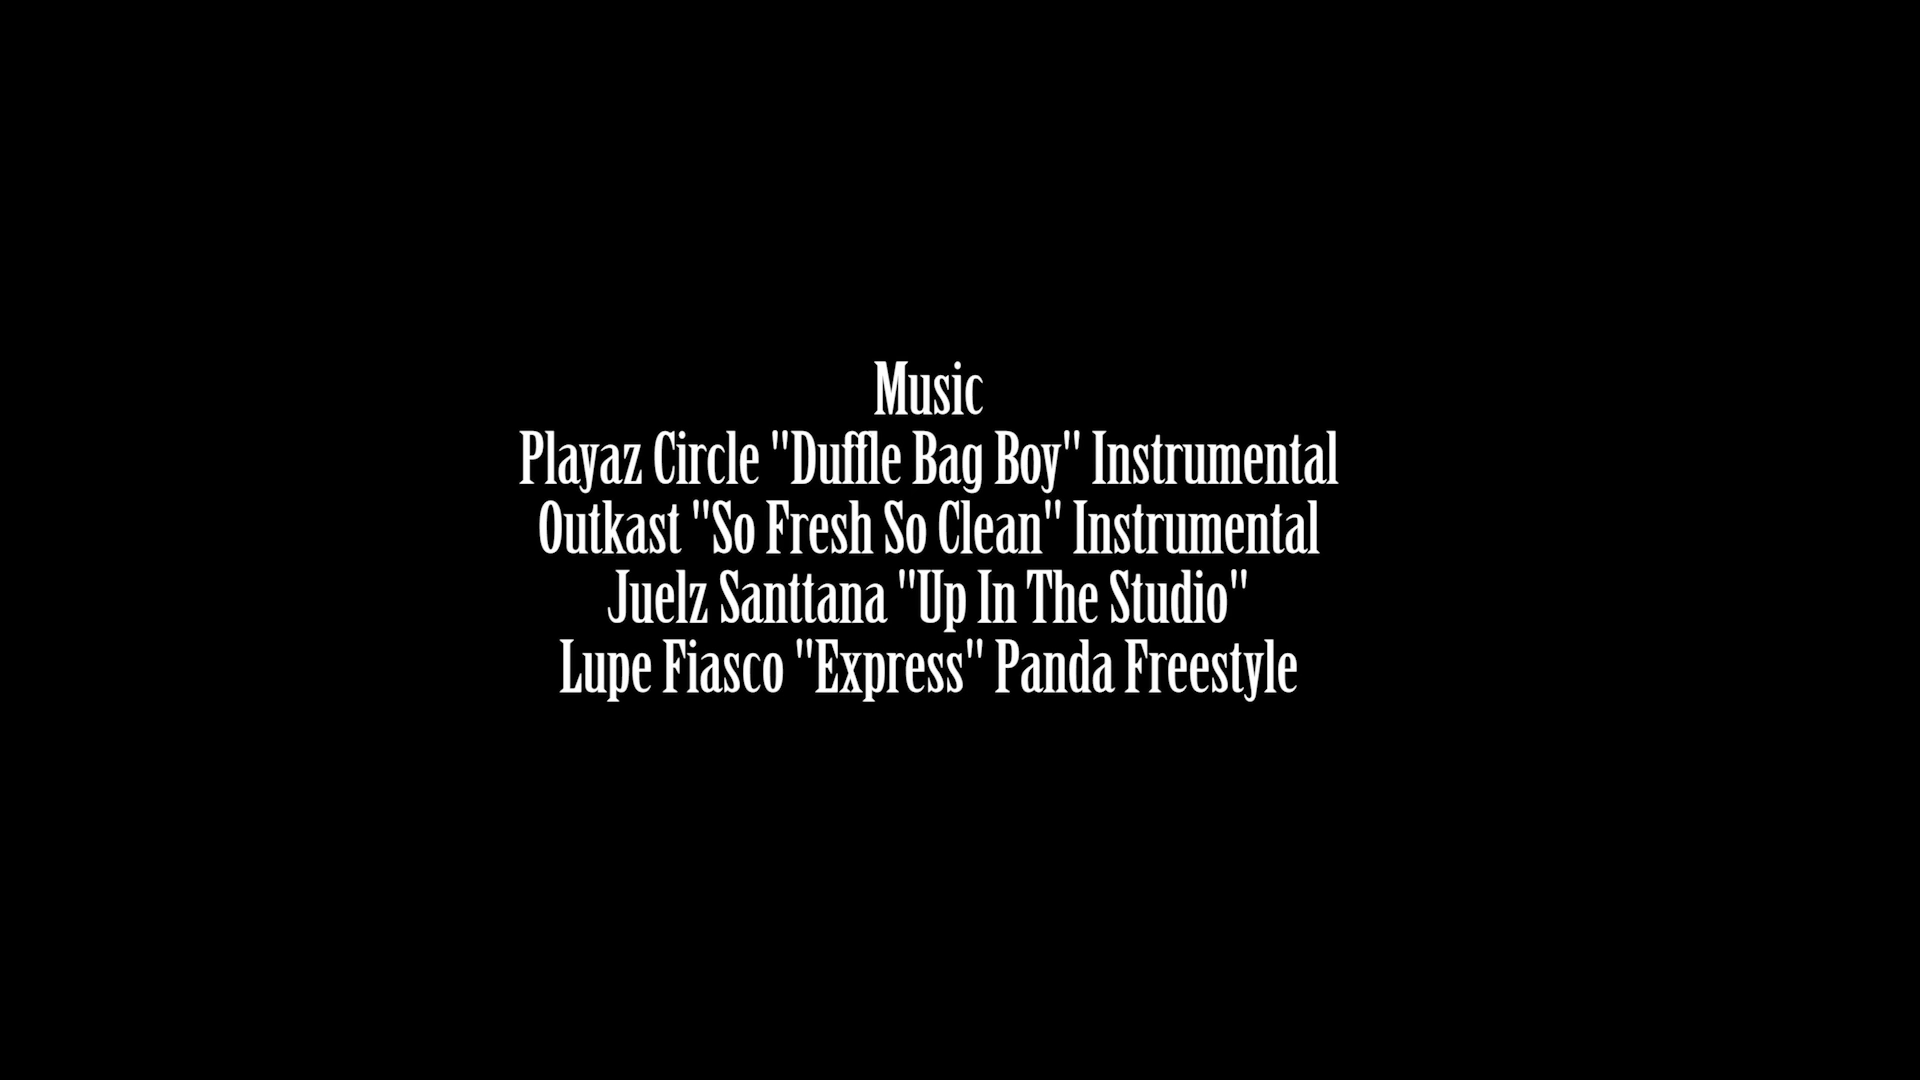 Music
Playaz Circle "Duffle Bag Boy" Instrumental
Outkast "So Fresh So Clean" Instrumental
Juelz Santtana "Up In The Studio"
Lupe Fiasco "Express" Panda Freestyle